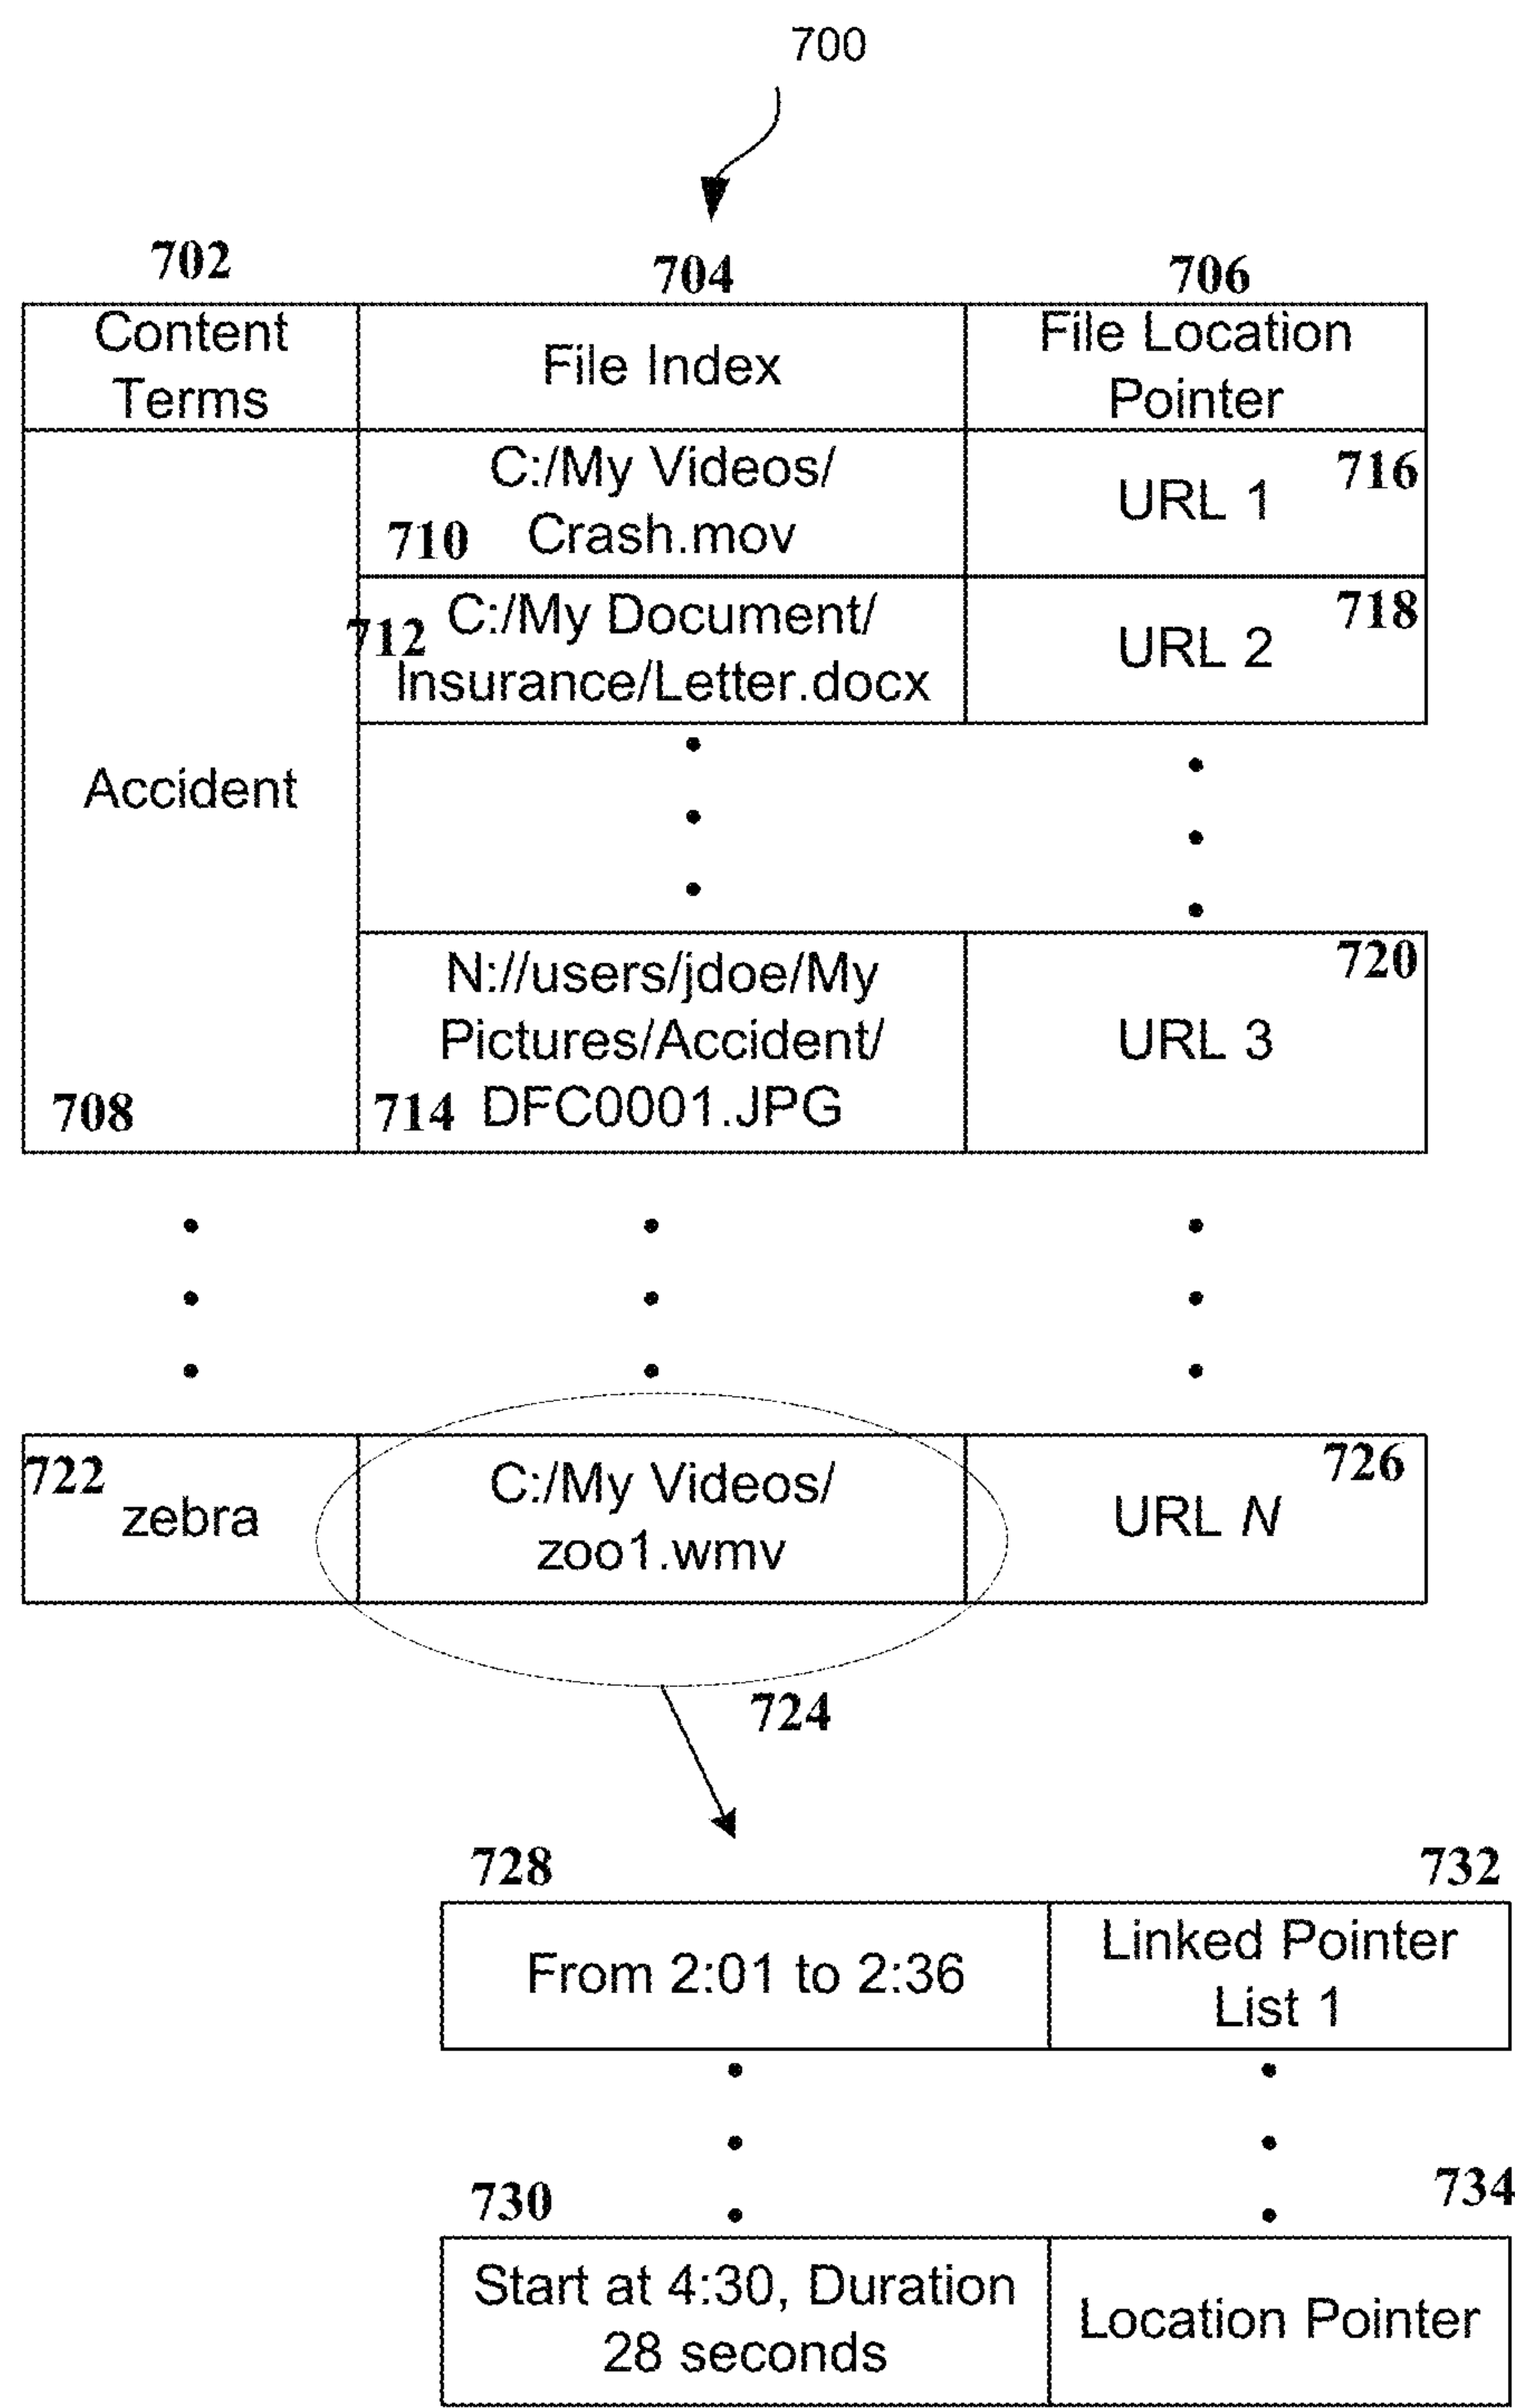 700
702
704
706
Content
Terms
File Index
File Location
Pointer
C:/My Videos/
Crash.mov
710
URL 1
716
712
C:/My Document/
Insurance/Letter.docx
URL 2
718
Accident
708
N://users/jdoe/My
Pictures/Accident/
DFC0001.JPG
714
URL 3
720
722
zebra
C:/My Videos/
zoo1.wmv
URL N
726
724
728
732
From 2:01 to 2:36
Linked Pointer
List 1
730
734
Start at 4:30, Duration
28 seconds
Location Pointer